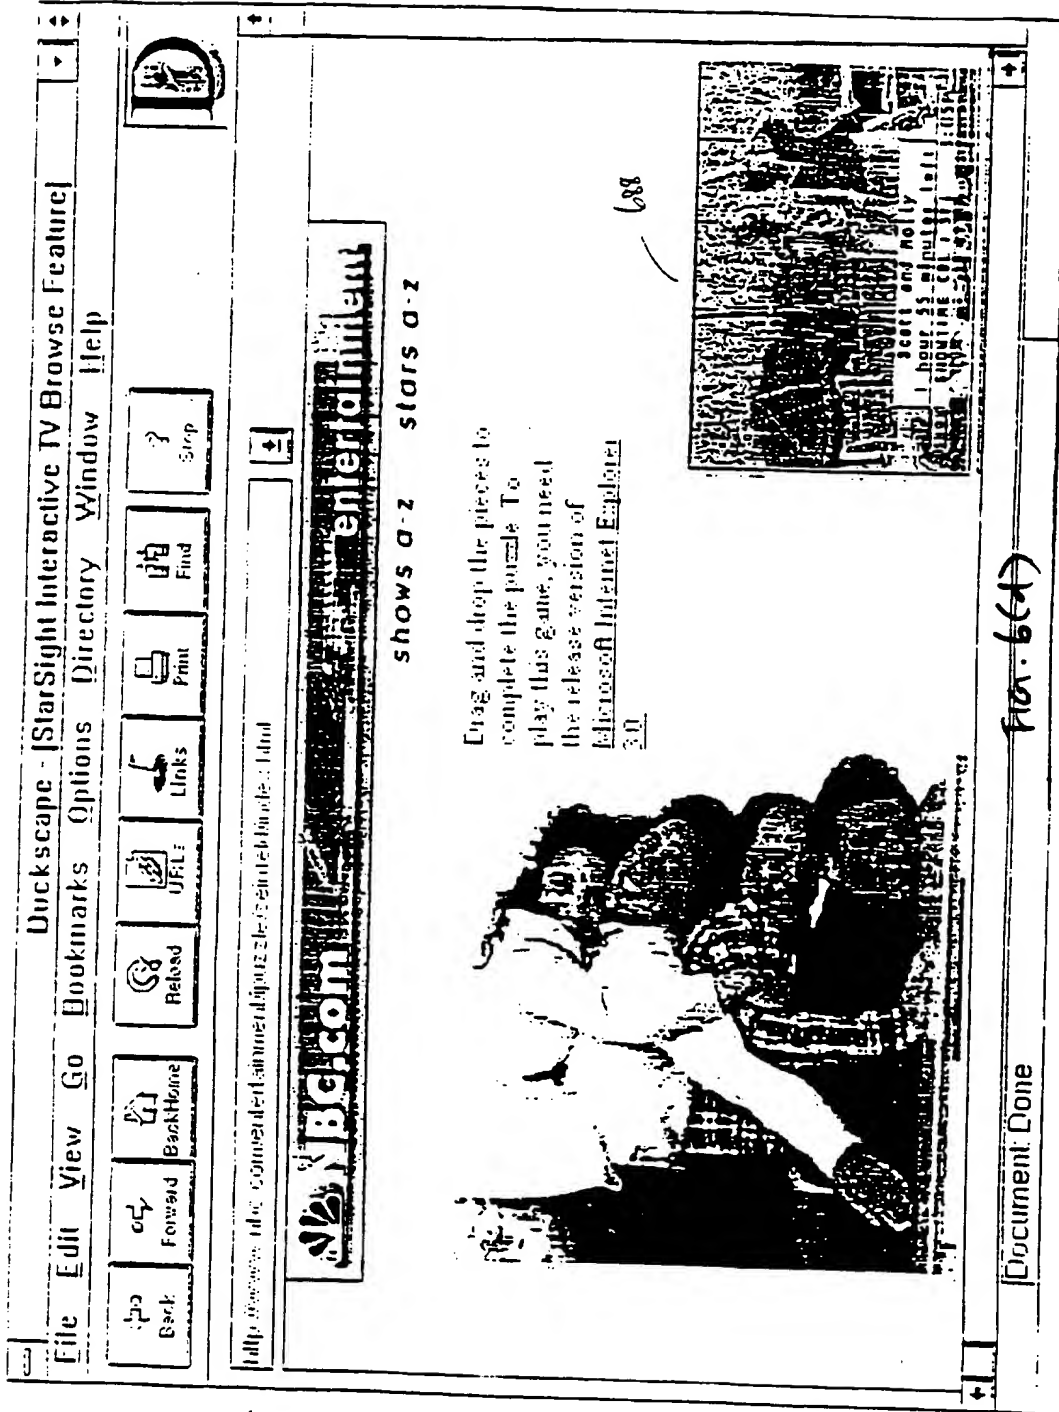 Duckscape - [StarSight Interactive TV Browse Feature]
File Edit View Go Bookmarks Options Directory Window Help
Back Forward BackHome Reload URLs Links Print Find Stop
NBC.com entertainment
shows a-z stars a-z
Drag and drop the pieces to
complete the puzzle. To
play this game, you need
the release version of
Microsoft Internet Explorer
3.0
688
Scott and Molly
1 hour 55 minutes left
Document Done
FIG. 6(d)